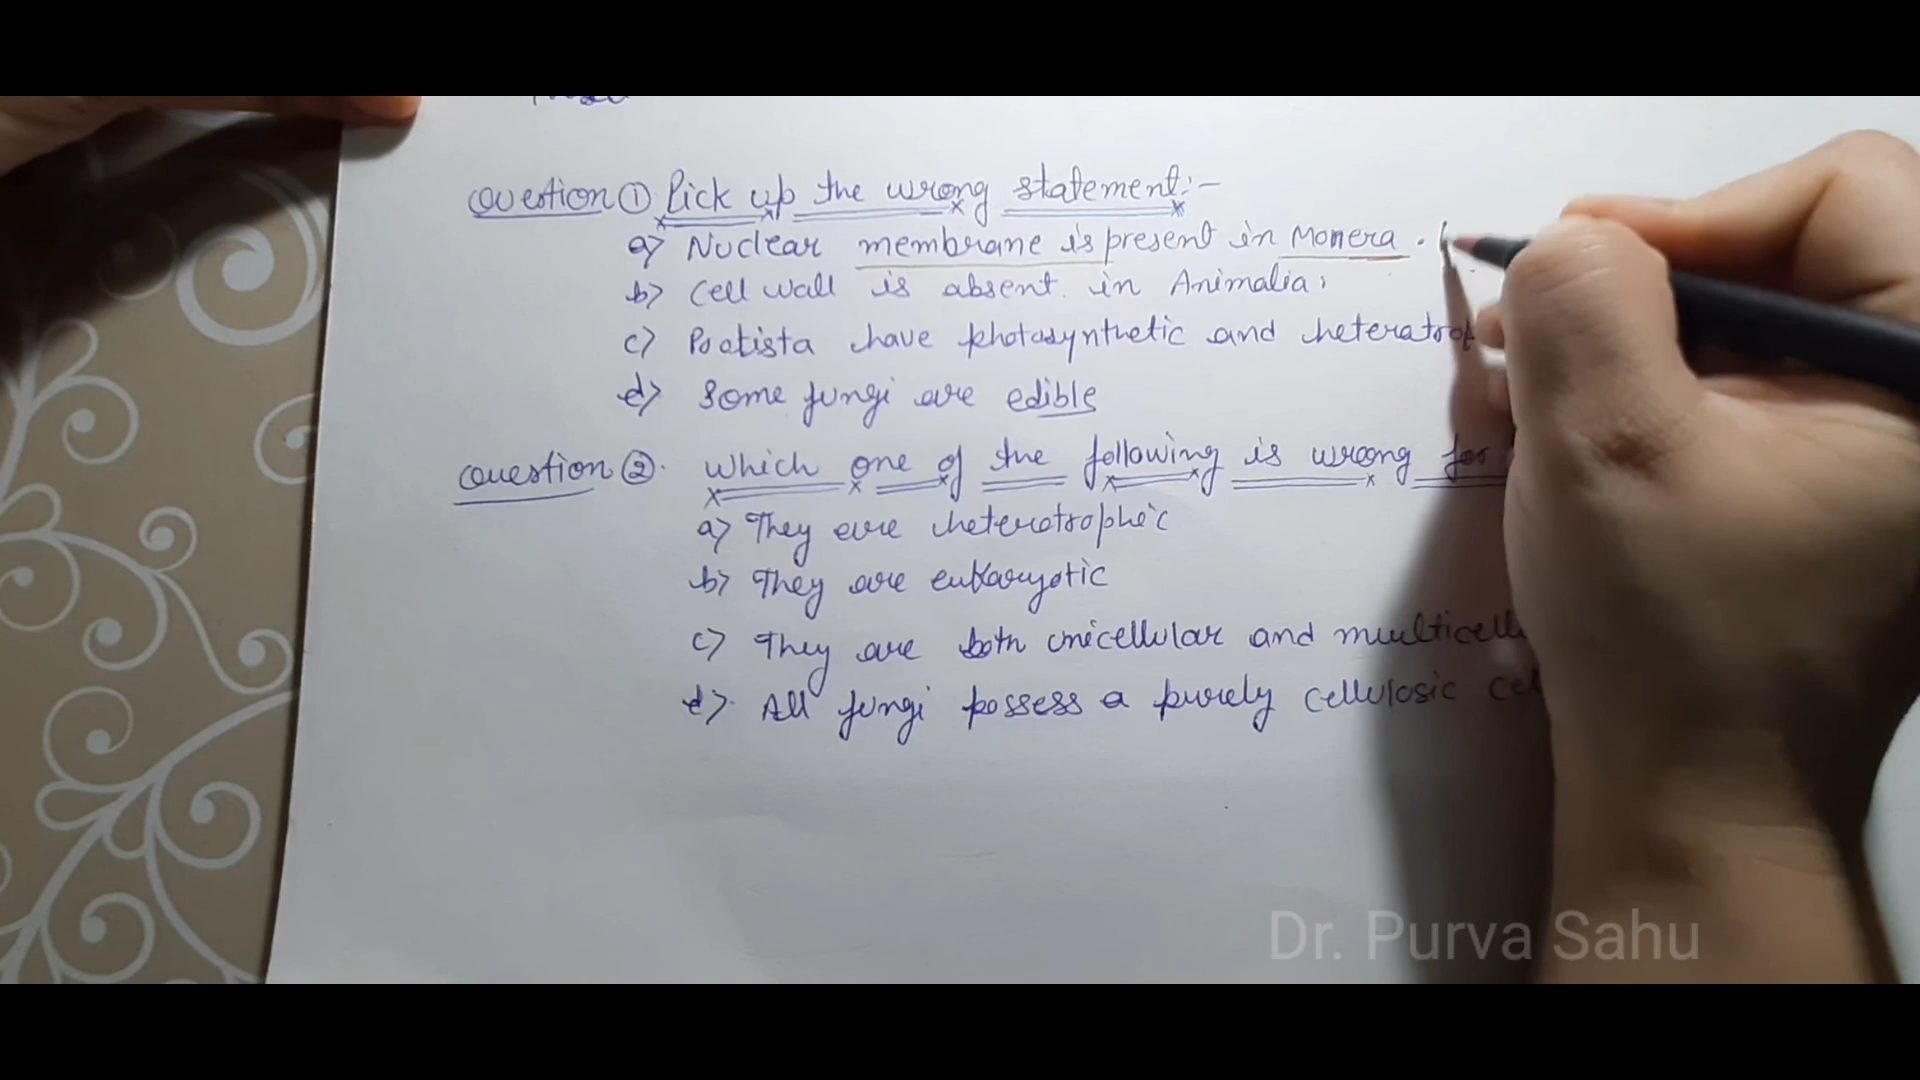 Question ① Pick up the wrong statement:-
a) Nuclear membrane is present in Monera.
b) Cell wall is absent in Animalia.
c) Protista have photosynthetic and
d) Some fungi are edible
Question ②. Which one of the following is wrong for
a) They are heterotrophic
b) They are eukaryotic
c) They are both unicellular and
d) All fungi possess a purely cellulosic
Dr. Purva Sahu